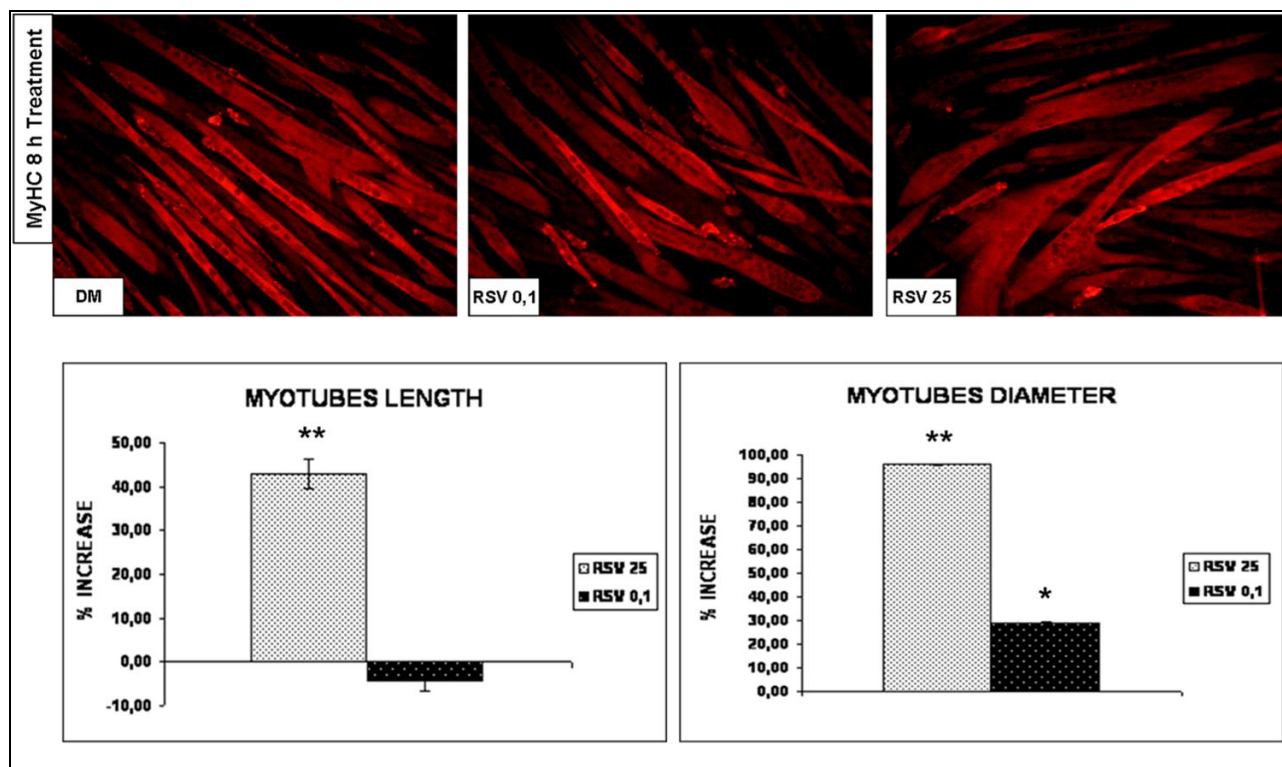 MyHC 8 h Treatment
DM
RSV 0,1
RSV 25
MYOTUBES LENGTH
**
50,00
40,00
30,00
20,00
10,00
0,00
-10,00
% INCREASE
RSV 25
RSV 0,1
MYOTUBES DIAMETER
**
*
100,00
90,00
80,00
70,00
60,00
50,00
40,00
30,00
20,00
10,00
0,00
% INCREASE
RSV 25
RSV 0,1